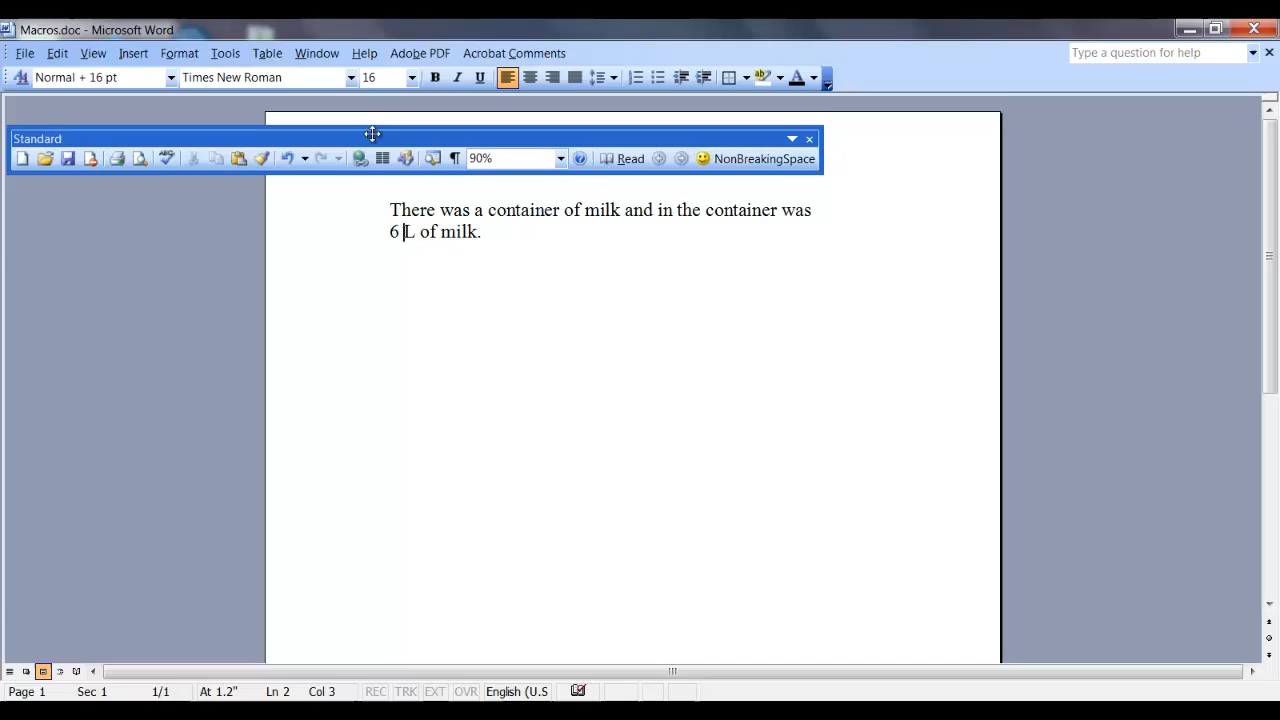 Macros.doc - Microsoft Word
File Edit View Insert Format Tools Table Window Help Adobe PDF Acrobat Comments
Type a question for help
Normal + 16 pt Times New Roman 16 B I U
Standard
90% Read NonBreakingSpace
There was a container of milk and in the container was
6 L of milk.
Page 1 Sec 1 1/1 At 1.2" Ln 2 Col 3 REC TRK EXT OVR English (U.S